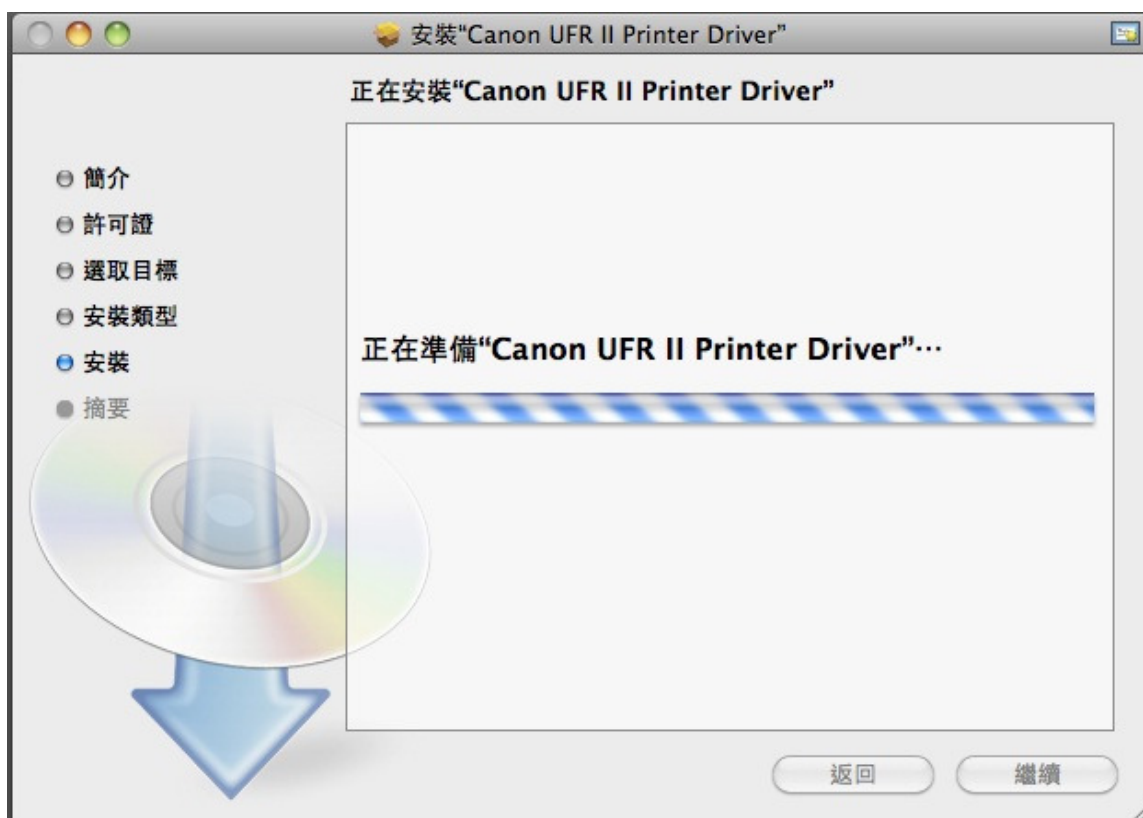 安裝“Canon UFR II Printer Driver”
正在安裝“Canon UFR II Printer Driver”
簡介
許可證
選取目標
安裝類型
安裝
摘要
正在準備“Canon UFR II Printer Driver”…
返回
繼續